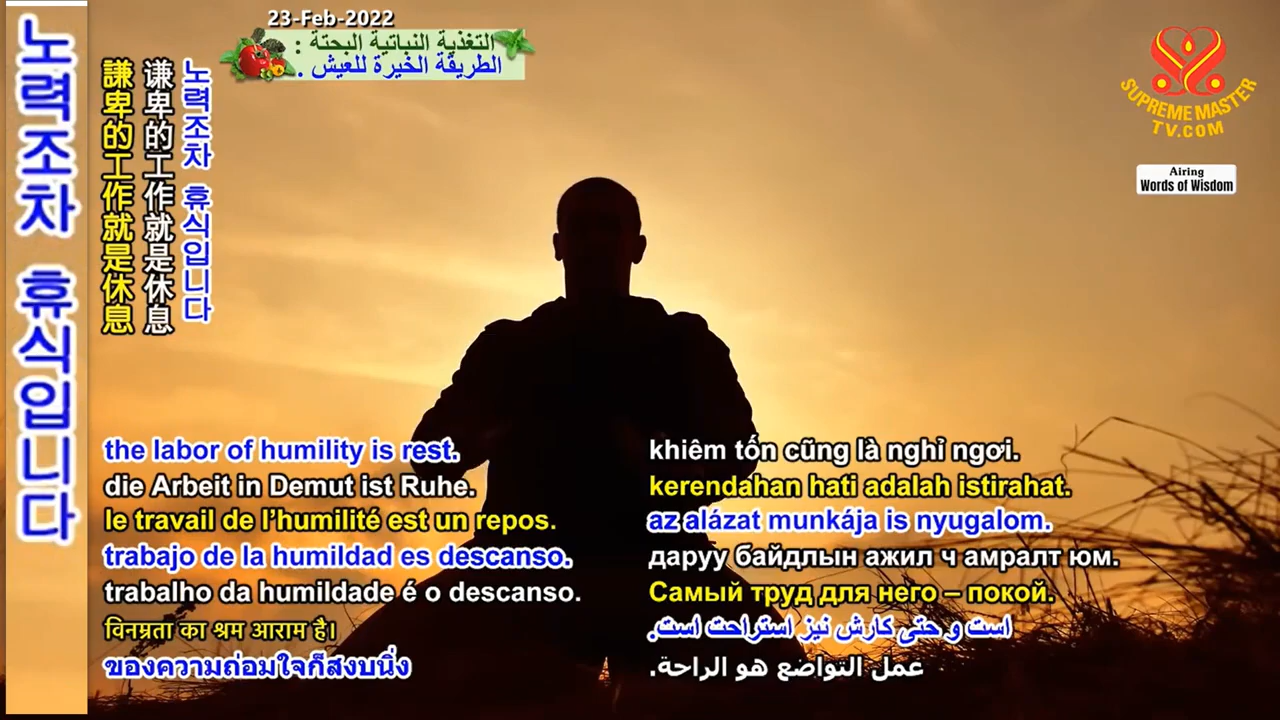 23-Feb-2022
التغذية النباتية البحتة :
الطريقة الخيرة للعيش .
SUPREME MASTER
TV.COM
Airing
Words of Wisdom
노력조차 휴식입니다
謙卑的工作就是休息
谦卑的工作就是休息
노력조차 휴식입니다
the labor of humility is rest.
die Arbeit in Demut ist Ruhe.
le travail de l’humilité est un repos.
trabajo de la humildad es descanso.
trabalho da humildade é o descanso.
विनम्रता का श्रम आराम है।
ของความถ่อมใจก็สงบนิ่ง
khiêm tốn cũng là nghỉ ngơi.
kerendahan hati adalah istirahat.
az alázat munkája is nyugalom.
даруу байдлын ажил ч амралт юм.
Самый труд для него – покой.
است و حتی کارش نیز استراحت است.
عمل التواضع هو الراحة.